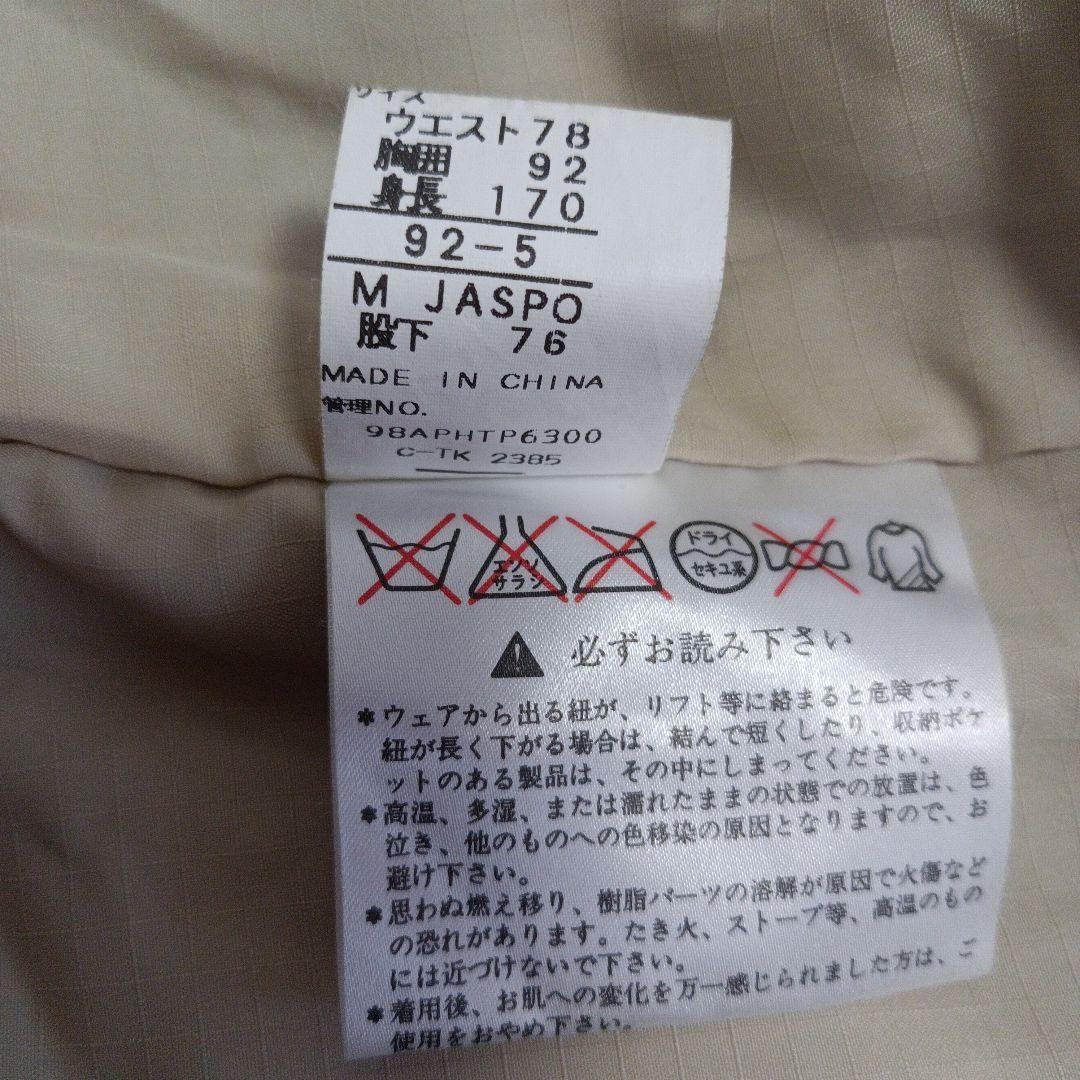 サイズ
ウエスト78
胸囲 92
身長 170
92-5
M JASPO
股下 76
MADE IN CHINA
管理NO.
98APHTP6300
C-TK 2385
エンソ
サラシ
ドライ
セキユ系
必ずお読み下さい
*ウェアから出る紐が、リフト等に絡まると危険です。
紐が長く下がる場合は、結んで短くしたり、収納ポケ
ットのある製品は、その中にしまってください。
*高温、多湿、または濡れたままの状態での放置は、色
泣き、他のものへの色移染の原因となりますので、お
避け下さい。
*思わぬ燃え移り、樹脂パーツの溶解が原因で火傷など
の恐れがあります。たき火、ストーブ等、高温のもの
には近づけないで下さい。
*着用後、お肌への変化を万一感じられました方は、ご
使用をおやめ下さい。